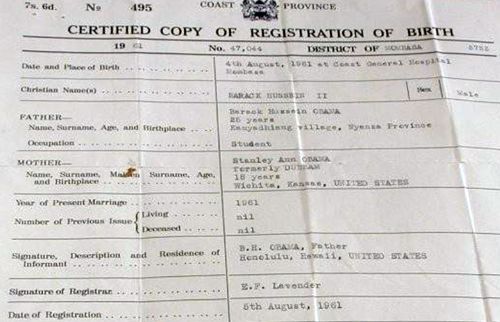 7s. 6d. No 495 COAST PROVINCE
CERTIFIED COPY OF REGISTRATION OF BIRTH
1961 No. 47,044 DISTRICT OF MOMBASA
Date and Place of Birth 4th August, 1961 at Coast General Hospital
Mombasa
Christian Name(s) BARACK HUSSEIN II Sex Male
FATHER— Barack Hussein OBAMA
Name, Surname, Age, and Birthplace 26 years
Kanyadhiang village, Nyanza Province
Occupation Student
MOTHER— Stanley Ann OBAMA
Name, Surname, Maiden Surname, Age, formerly DUNHAM
and Birthplace 18 years
Wichita, Kansas, UNITED STATES
Year of Present Marriage 1961
Number of Previous Issue { Living nil
Deceased nil
Signature, Description and Residence of B.H. OBAMA, Father
Informant Honolulu, Hawaii, UNITED STATES
Signature of Registrar E.F. Lavender
Date of Registration 5th August, 1961